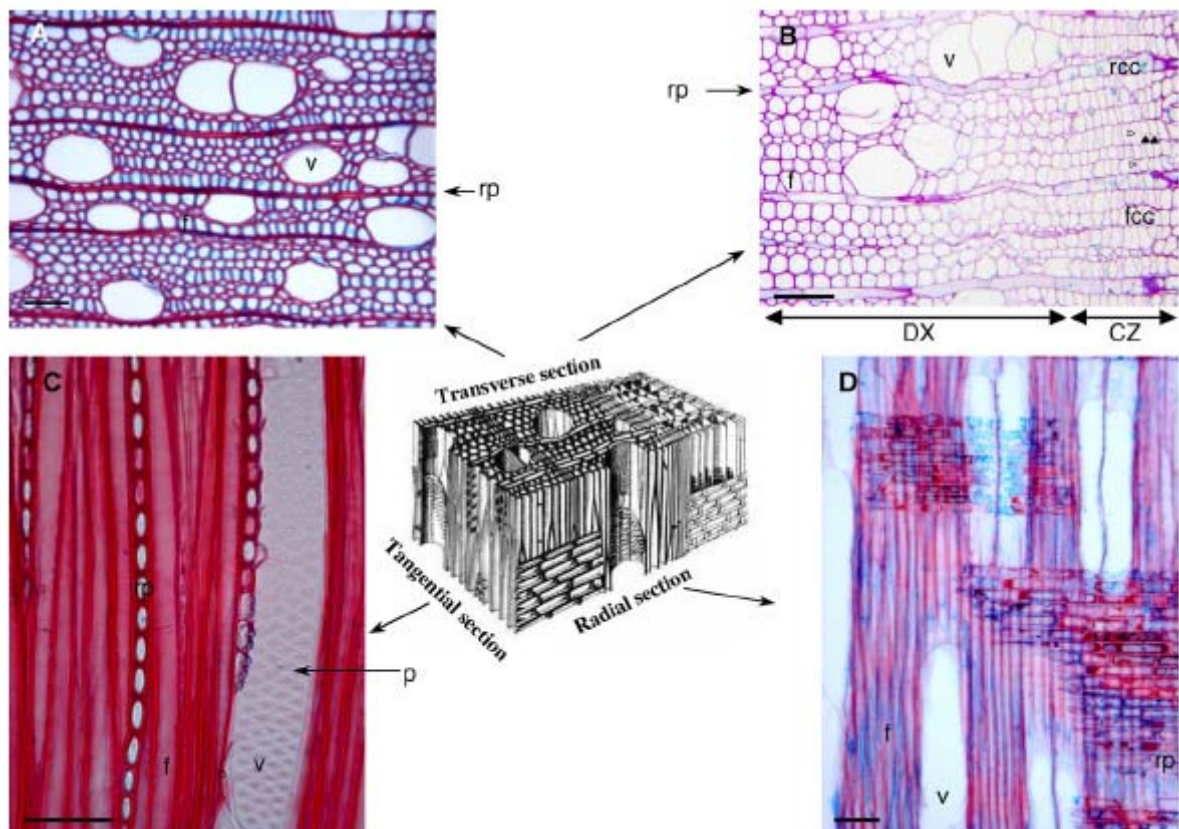 A
v
rp
f
B
v
rcc
rp
f
fcc
DX
CZ
Transverse section
Tangential section
Radial section
C
rp
p
f
v
D
f
rp
v